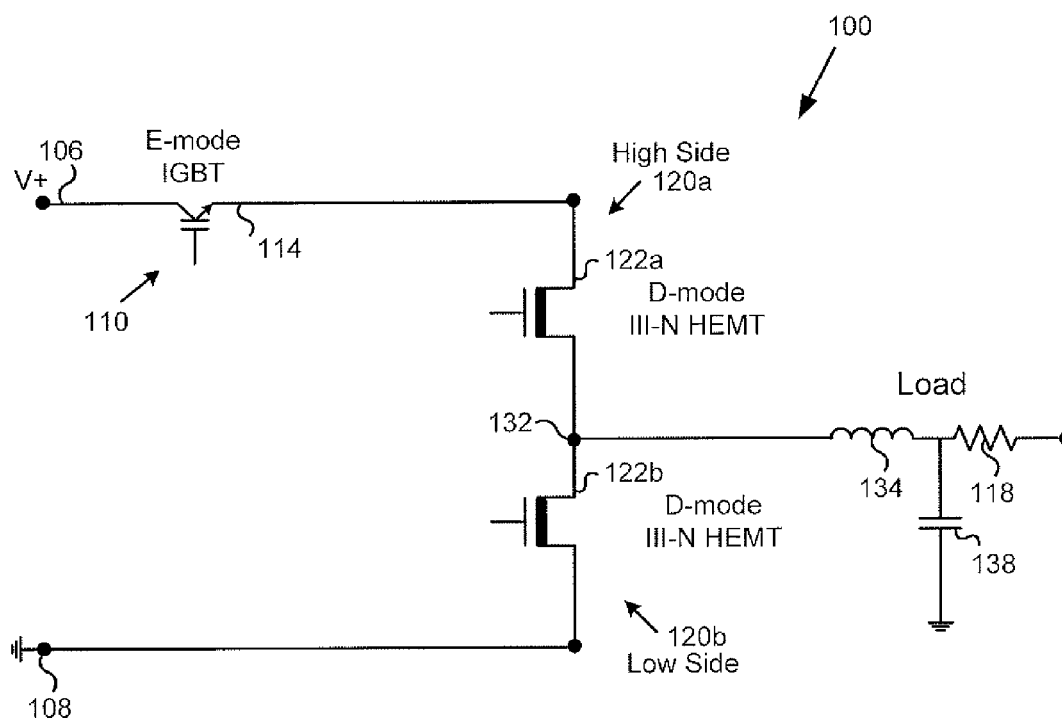 100
E-mode
IGBT
106
V+
114
110
High Side
120a
122a
D-mode
III-N HEMT
Load
132
134
118
138
122b
D-mode
III-N HEMT
120b
Low Side
108